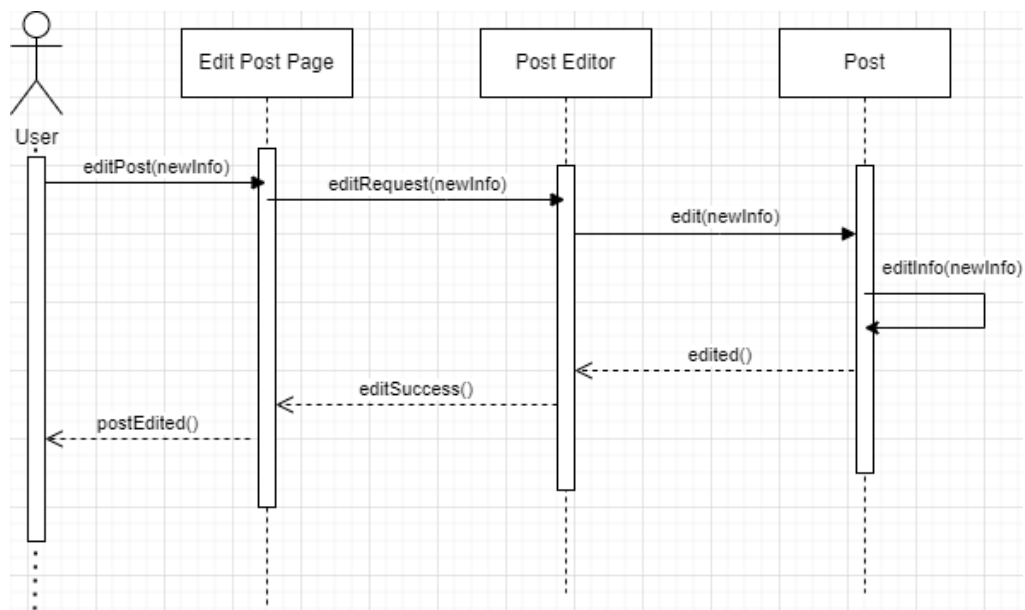 Edit Post Page
Post Editor
Post
User
editPost(newInfo)
editRequest(newInfo)
edit(newInfo)
editInfo(newInfo)
edited()
editSuccess()
postEdited()